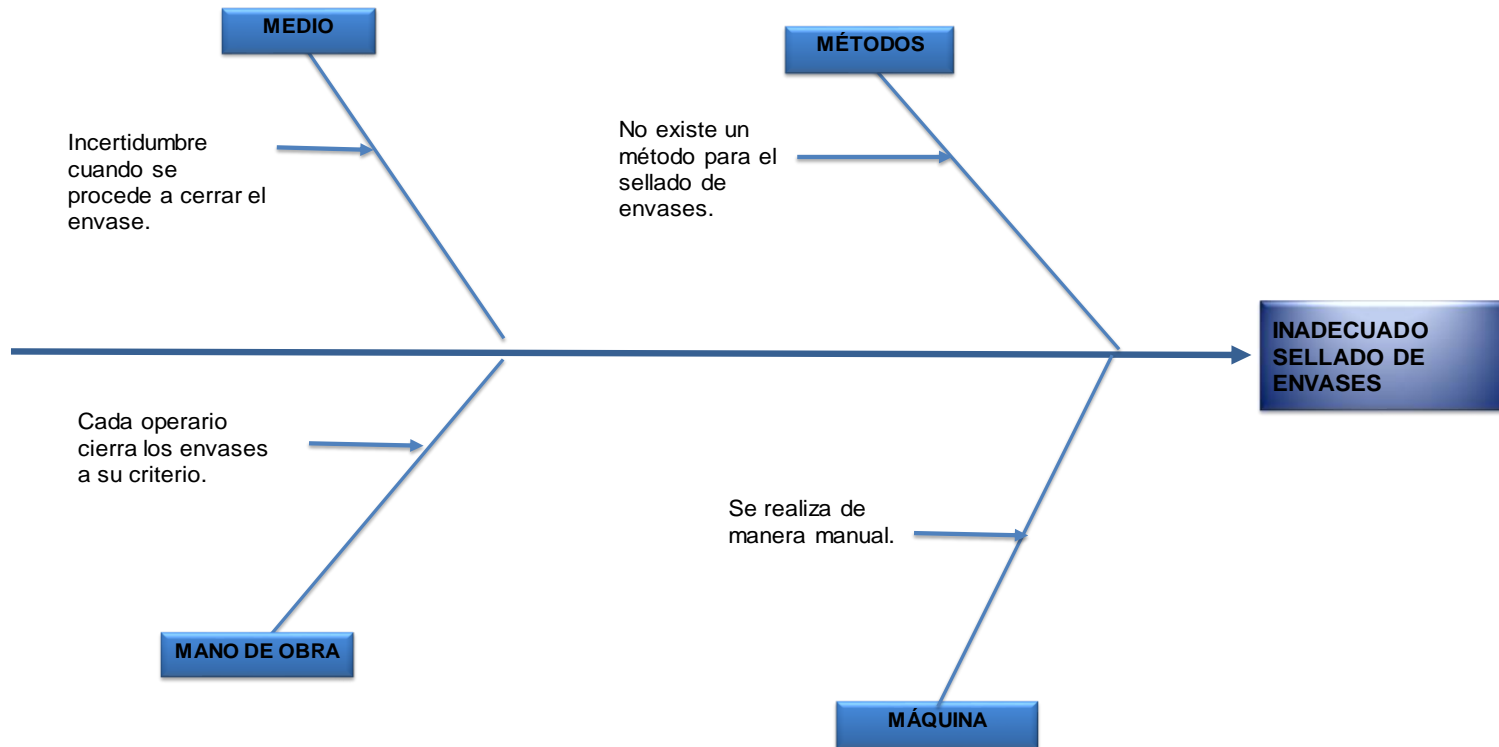 MEDIO
MÉTODOS
Incertidumbre
cuando se
procede a cerrar el
envase.
No existe un
método para el
sellado de
envases.
INADECUADO
SELLADO DE
ENVASES
Cada operario
cierra los envases
a su criterio.
Se realiza de
manera manual.
MANO DE OBRA
MÁQUINA